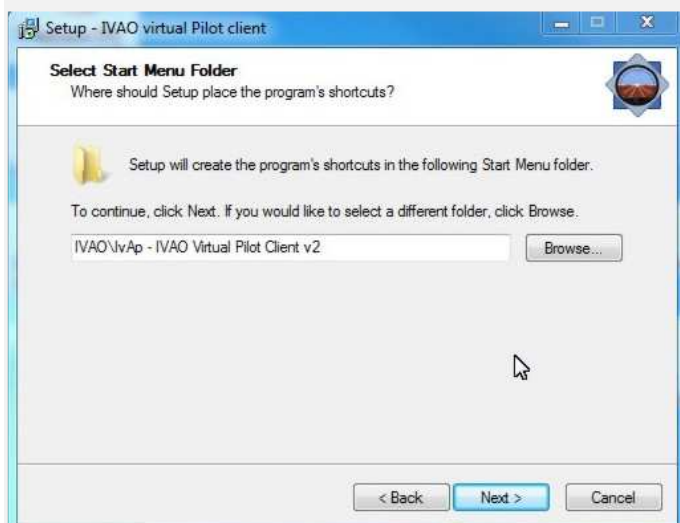 Setup - IVAO virtual Pilot client
Select Start Menu Folder
Where should Setup place the program's shortcuts?
Setup will create the program's shortcuts in the following Start Menu folder.
To continue, click Next. If you would like to select a different folder, click Browse.
IVAO\IvAp - IVAO Virtual Pilot Client v2
Browse...
< Back
Next >
Cancel